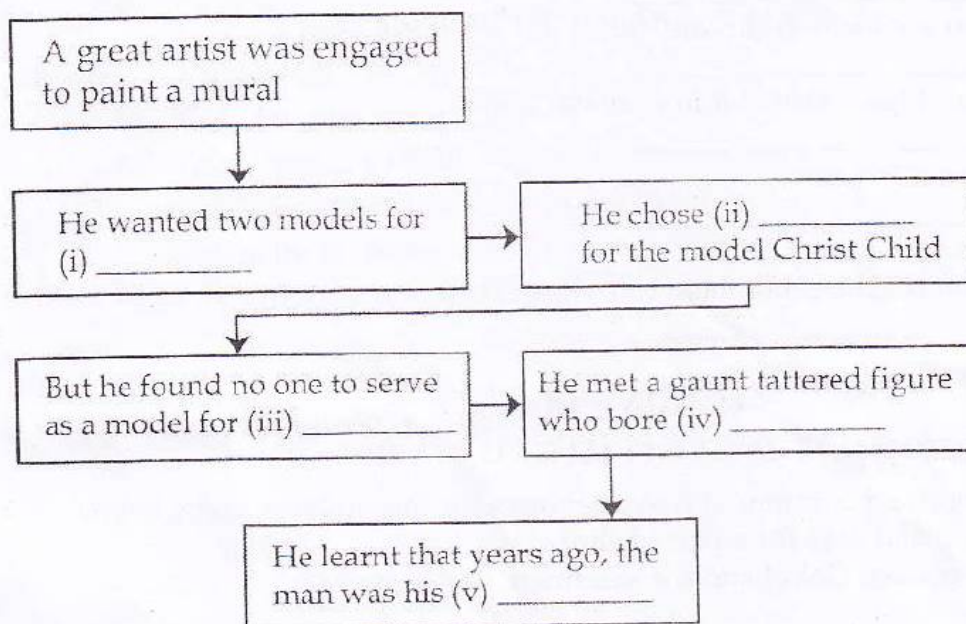 A great artist was engaged
to paint a mural
He wanted two models for
(i) __________
He chose (ii) __________
for the model Christ Child
But he found no one to serve
as a model for (iii) __________
He met a gaunt tattered figure
who bore (iv) __________
He learnt that years ago, the
man was his (v) __________